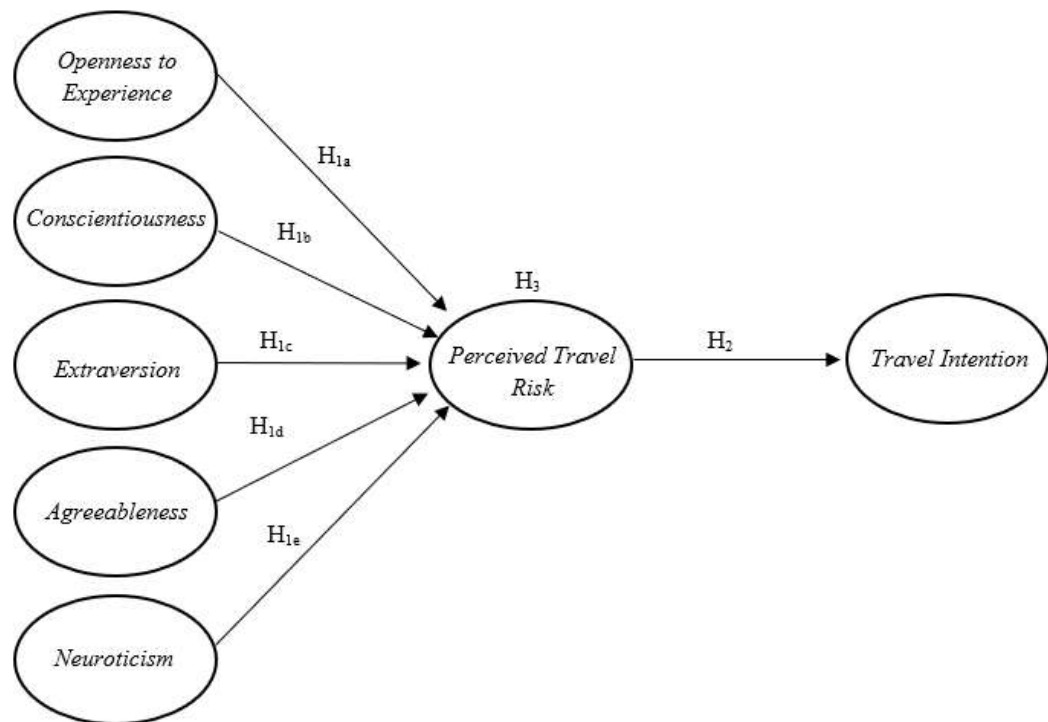 Openness to
Experience
H1a
Conscientiousness
H1b
H3
Extraversion
H1c
Perceived Travel
Risk
H2
Travel Intention
Agreeableness
H1d
H1e
Neuroticism